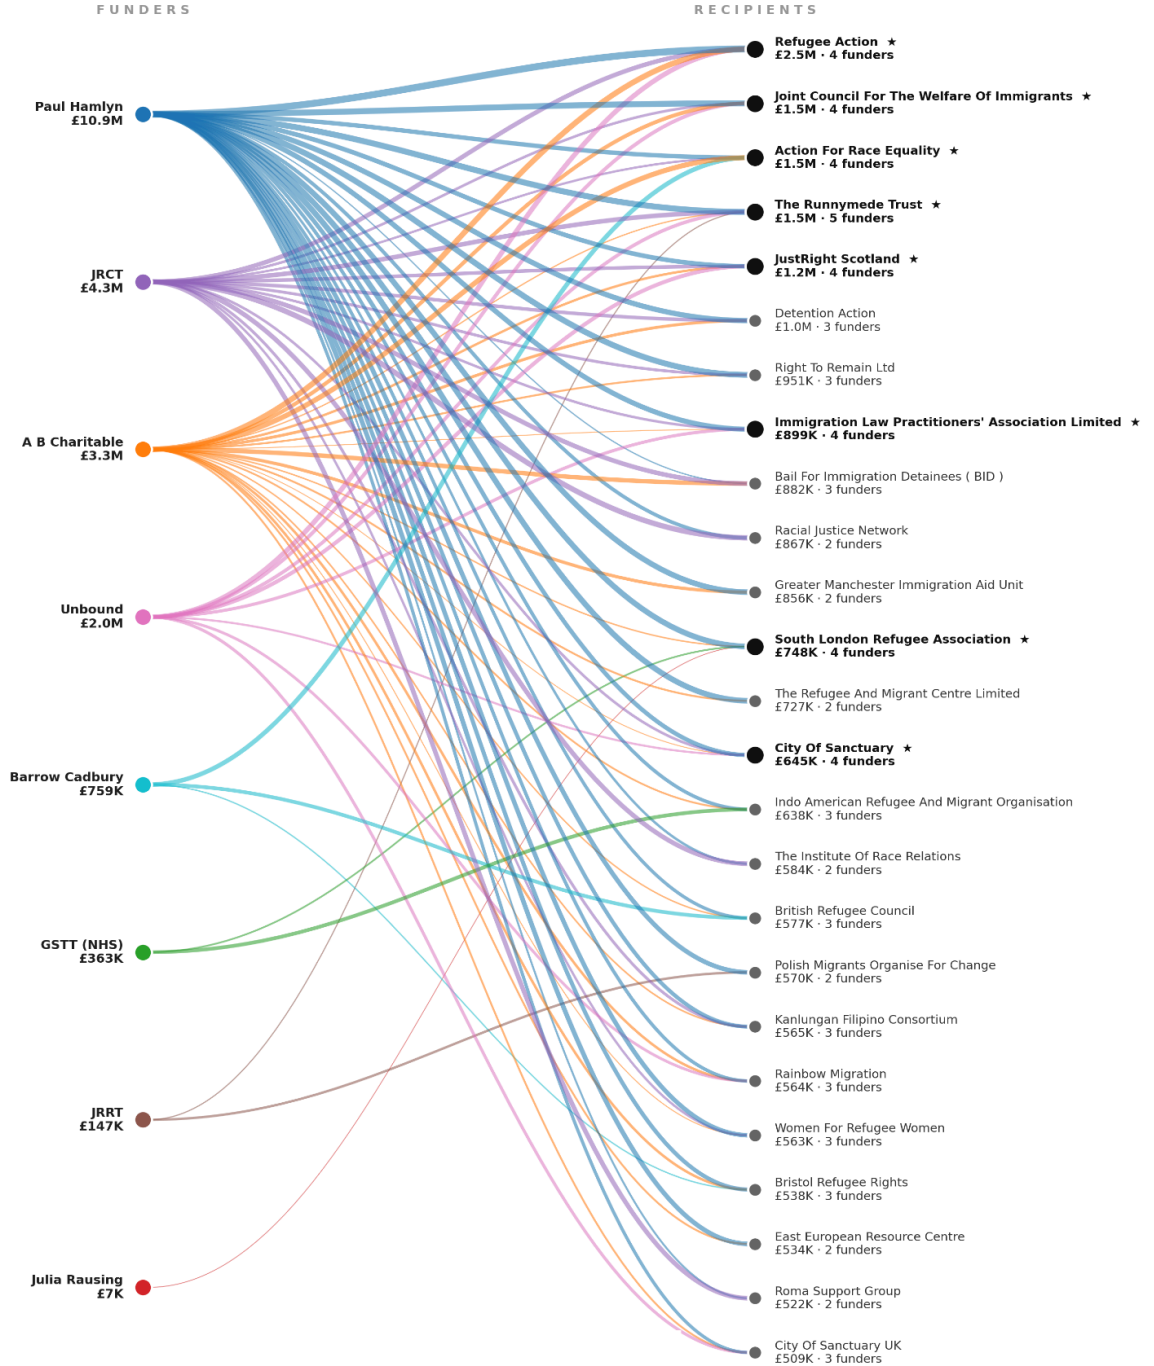 FUNDERS
RECIPIENTS
Paul Hamlyn
£10.9M
JRCT
£4.3M
A B Charitable
£3.3M
Unbound
£2.0M
Barrow Cadbury
£759K
GSTT (NHS)
£363K
JRRT
£147K
Julia Rausing
£7K
Refugee Action ★
£2.5M · 4 funders
Joint Council For The Welfare Of Immigrants ★
£1.5M · 4 funders
Action For Race Equality ★
£1.5M · 4 funders
The Runnymede Trust ★
£1.5M · 5 funders
JustRight Scotland ★
£1.2M · 4 funders
Detention Action
£1.0M · 3 funders
Right To Remain Ltd
£951K · 3 funders
Immigration Law Practitioners' Association Limited ★
£899K · 4 funders
Bail For Immigration Detainees ( BID )
£882K · 3 funders
Racial Justice Network
£867K · 2 funders
Greater Manchester Immigration Aid Unit
£856K · 2 funders
South London Refugee Association ★
£748K · 4 funders
The Refugee And Migrant Centre Limited
£727K · 2 funders
City Of Sanctuary ★
£645K · 4 funders
Indo American Refugee And Migrant Organisation
£638K · 3 funders
The Institute Of Race Relations
£584K · 2 funders
British Refugee Council
£577K · 3 funders
Polish Migrants Organise For Change
£570K · 2 funders
Kanlungan Filipino Consortium
£565K · 3 funders
Rainbow Migration
£564K · 3 funders
Women For Refugee Women
£563K · 3 funders
Bristol Refugee Rights
£538K · 3 funders
East European Resource Centre
£534K · 2 funders
Roma Support Group
£522K · 2 funders
City Of Sanctuary UK
£509K · 3 funders